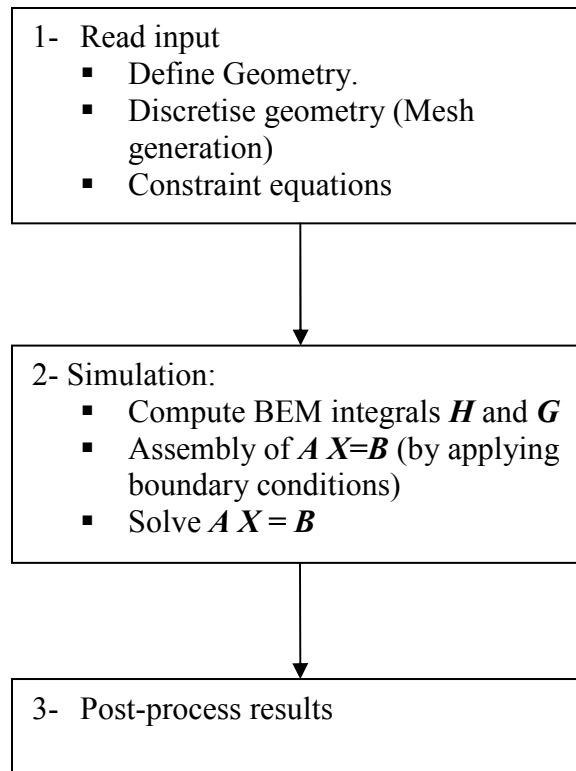 1- Read input
▪ Define Geometry.
▪ Discretise geometry (Mesh
generation)
▪ Constraint equations
2- Simulation:
▪ Compute BEM integrals H and G
▪ Assembly of A X=B (by applying
boundary conditions)
▪ Solve A X = B
3- Post-process results